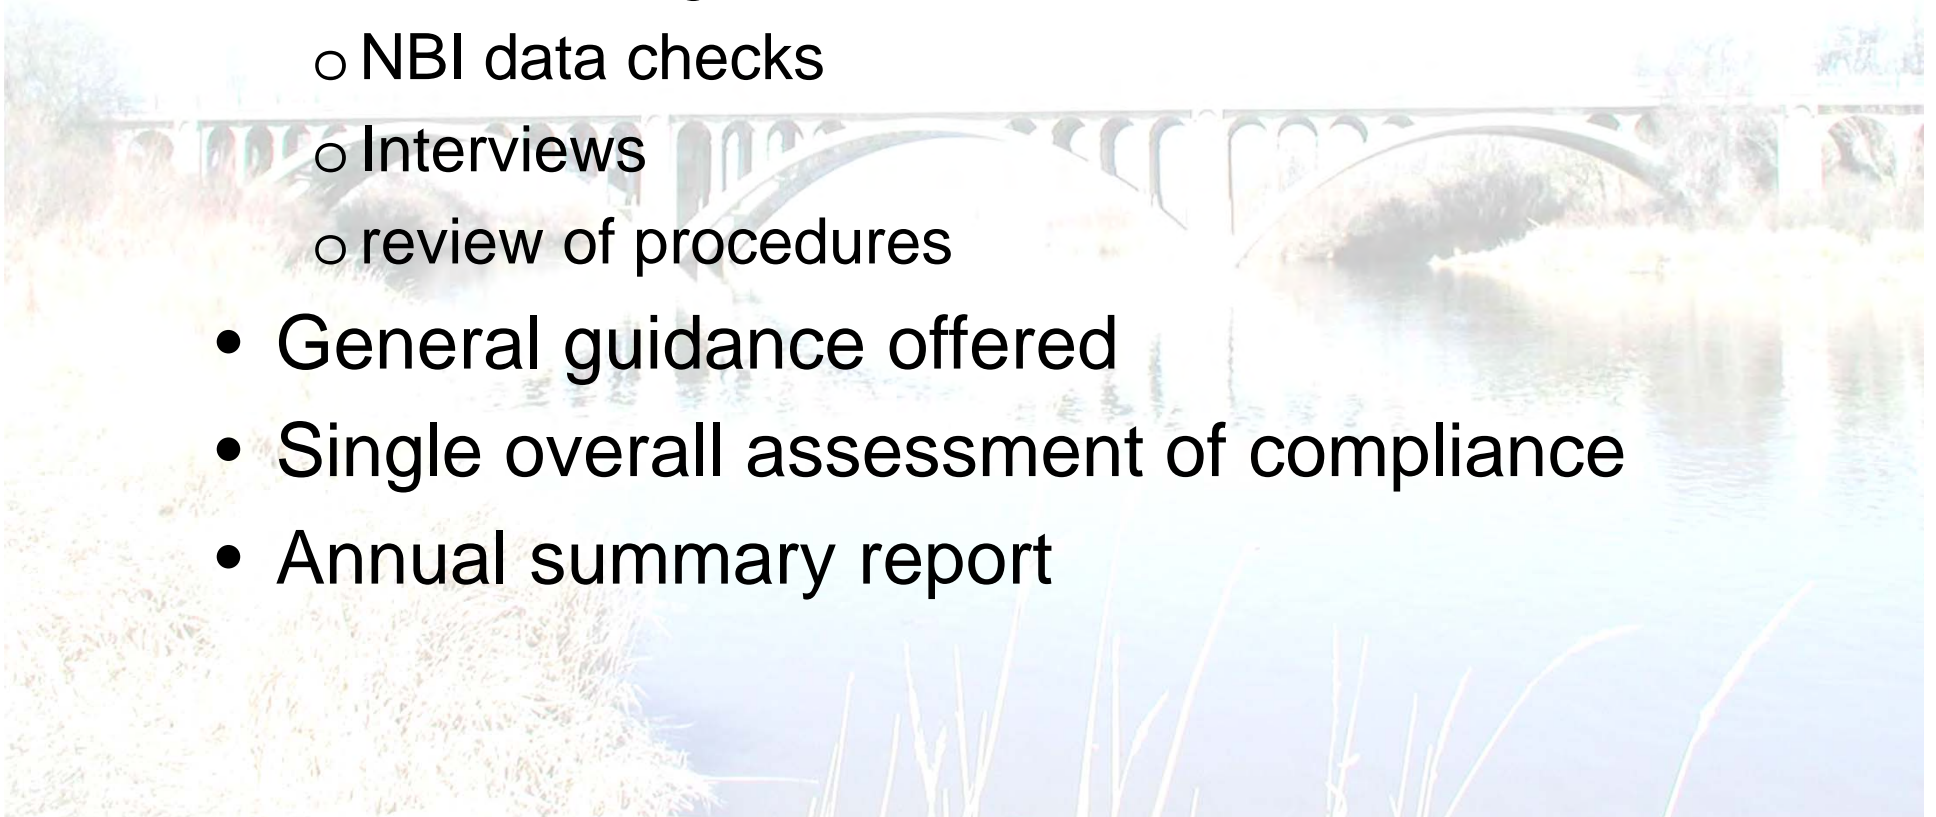 o NBI data checks
o Interviews
o review of procedures
• General guidance offered
• Single overall assessment of compliance
• Annual summary report